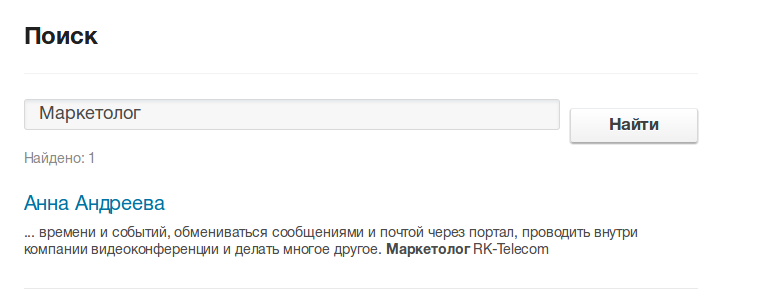 Поиск
Маркетолог
Найти
Найдено: 1
Анна Андреева
... времени и событий, обмениваться сообщениями и почтой через портал, проводить внутри
компании видеоконференции и делать многое другое. Маркетолог RK-Telecom